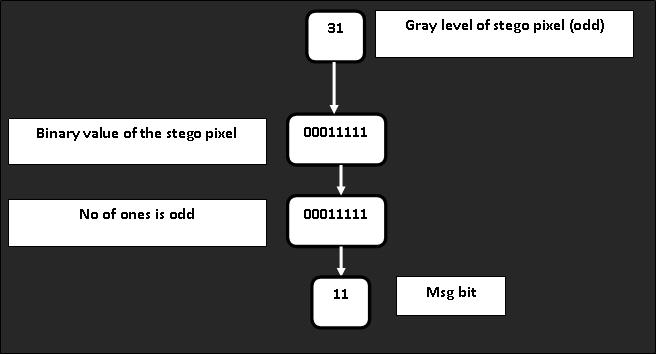 31
Gray level of stego pixel (odd)
Binary value of the stego pixel
00011111
No of ones is odd
00011111
11
Msg bit